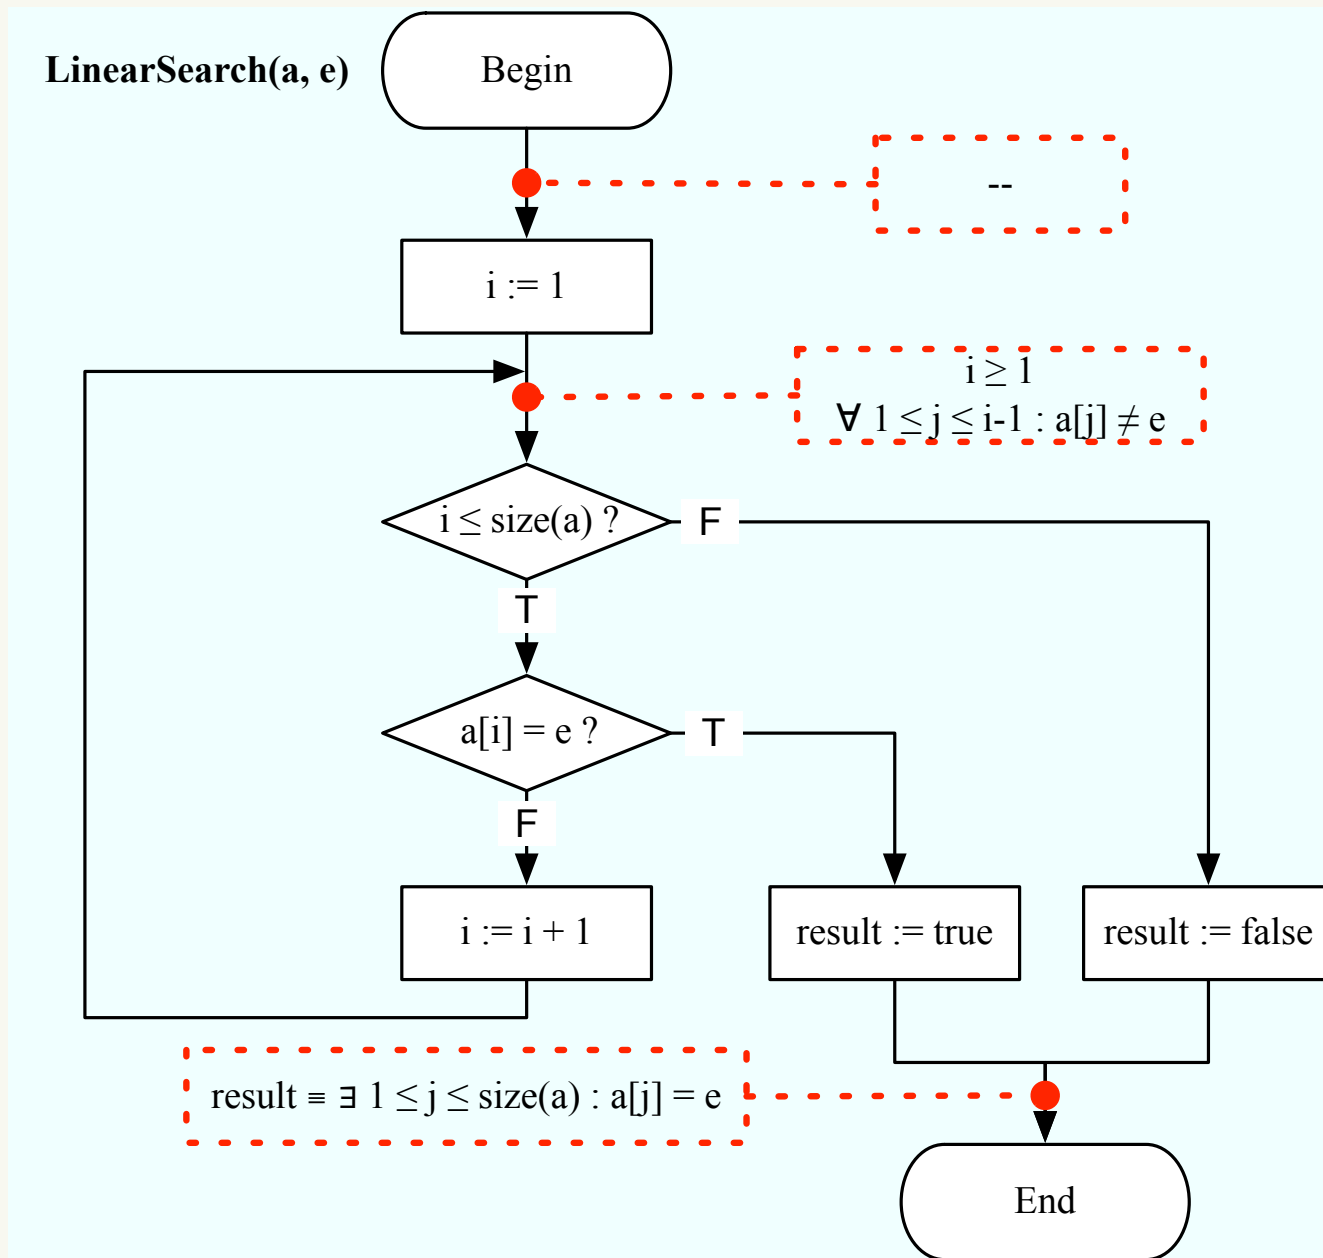 LinearSearch(a, e)
Begin
--
i := 1
i ≥ 1
∀ 1 ≤ j ≤ i-1 : a[j] ≠ e
i ≤ size(a) ?
F
T
a[i] = e ?
T
F
i := i + 1
result := true
result := false
result ≡ ∃ 1 ≤ j ≤ size(a) : a[j] = e
End